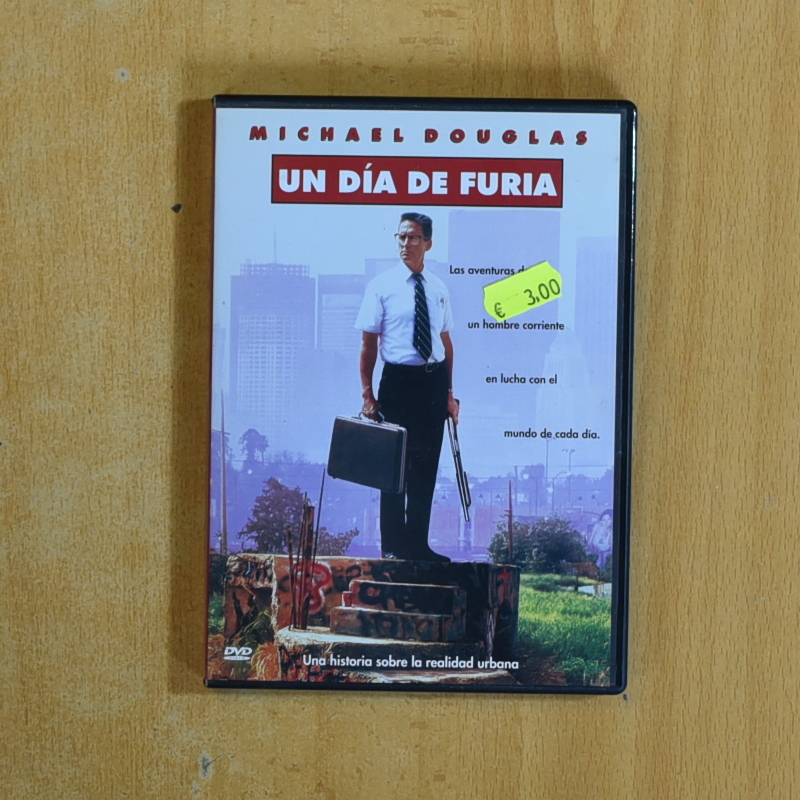 MICHAEL DOUGLAS
UN DÍA DE FURIA
Las aventuras
€ 3,00
un hombre corriente
en lucha con el
mundo de cada día.
DVD
VIDEO
Una historia sobre la realidad urbana